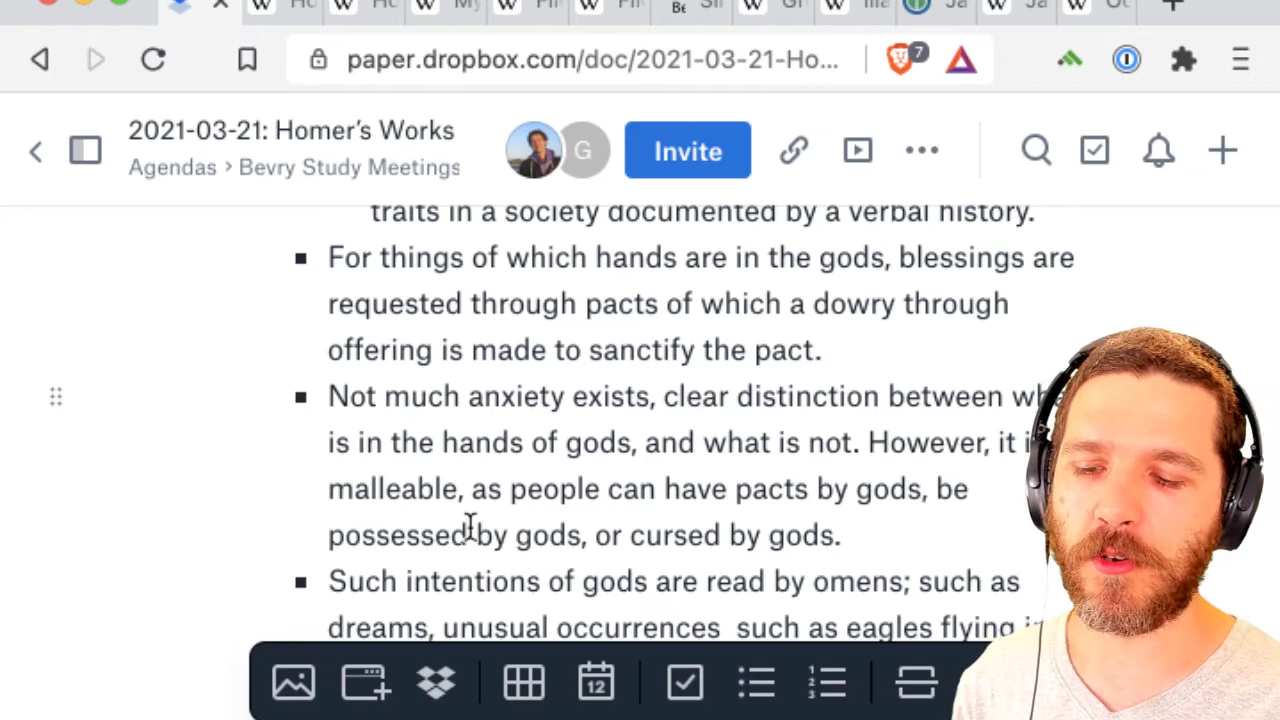 paper.dropbox.com/doc/2021-03-21-Ho...
7
2021-03-21: Homer's Works
Agendas > Bevry Study Meetings
G
Invite
traits in a society documented by a verbal history.
For things of which hands are in the gods, blessings are
requested through pacts of which a dowry through
offering is made to sanctify the pact.
Not much anxiety exists, clear distinction between
is in the hands of gods, and what is not. However, it
malleable, as people can have pacts by gods, be
possessed by gods, or cursed by gods.
Such intentions of gods are read by omens; such as
dreams, unusual occurrences such as eagles flying
12